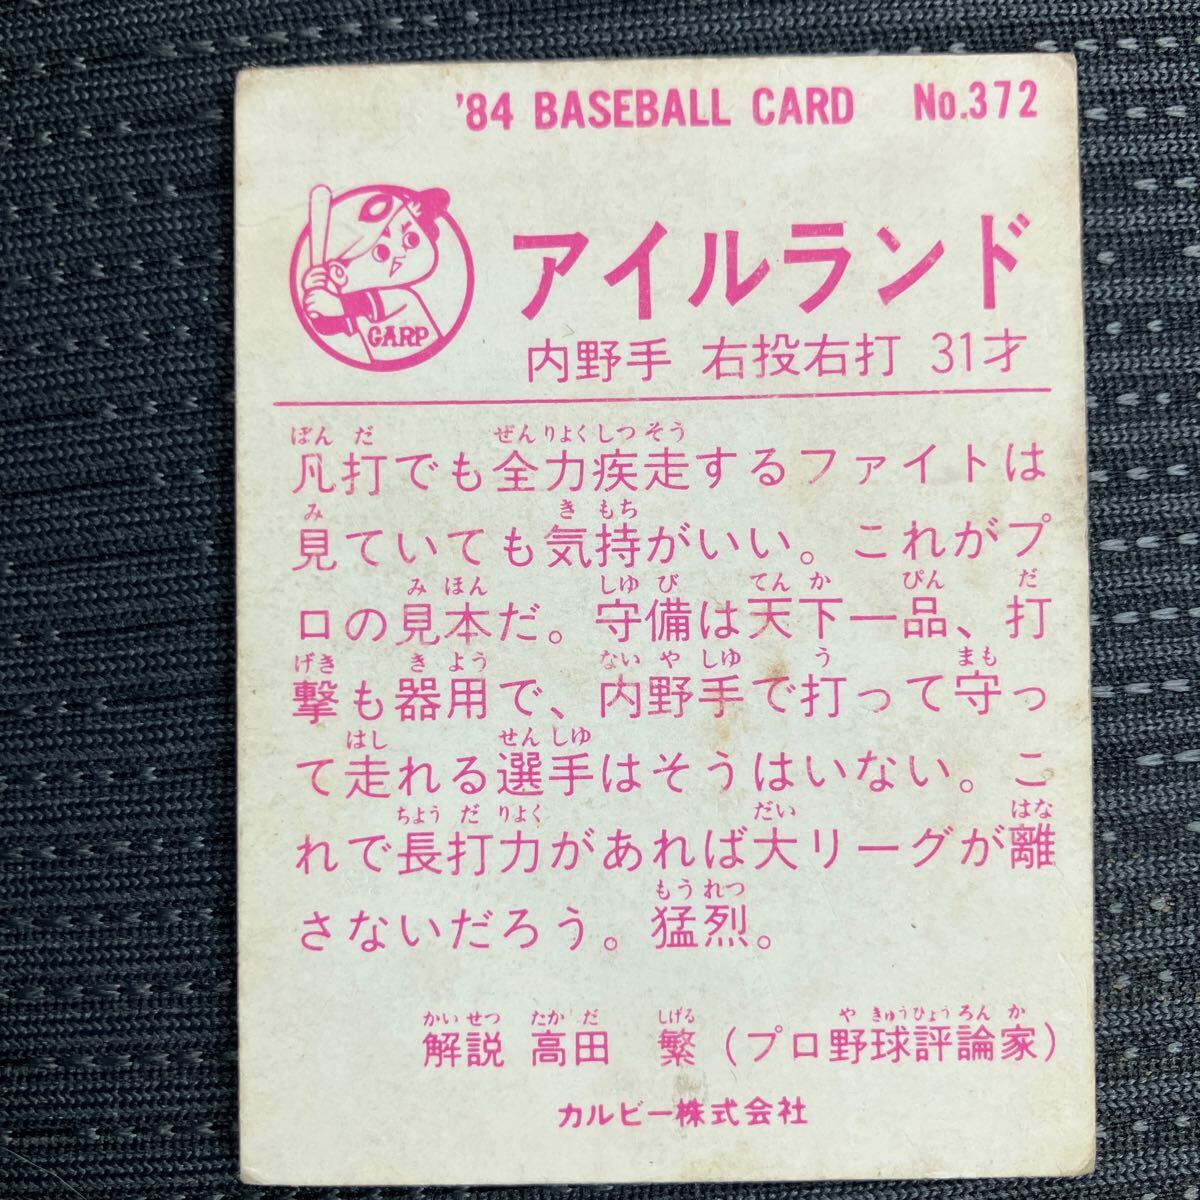 '84 BASEBALL CARD No.372
CARP
アイルランド
内野手 右投右打 31才
ぼん だ ぜんりよくしつそう
凡打でも全力疾走するファイトは
み き もち
見ていても気持がいい。これがプ
み ほん しゆ び てん か ぴん だ
ロの見本だ。守備は天下一品、打
げき き よう ない や しゆ う まも
撃も器用で、内野手で打って守っ
はし せんしゆ
て走れる選手はそうはいない。こ
ちよう だ りよく だい はな
れで長打力があれば大リーグが離
もうれつ
さないだろう。猛烈。
かいせつ たか だ しげる や きゆうひょうろん か
解説 高田 繁(プロ野球評論家)
カルビー株式会社